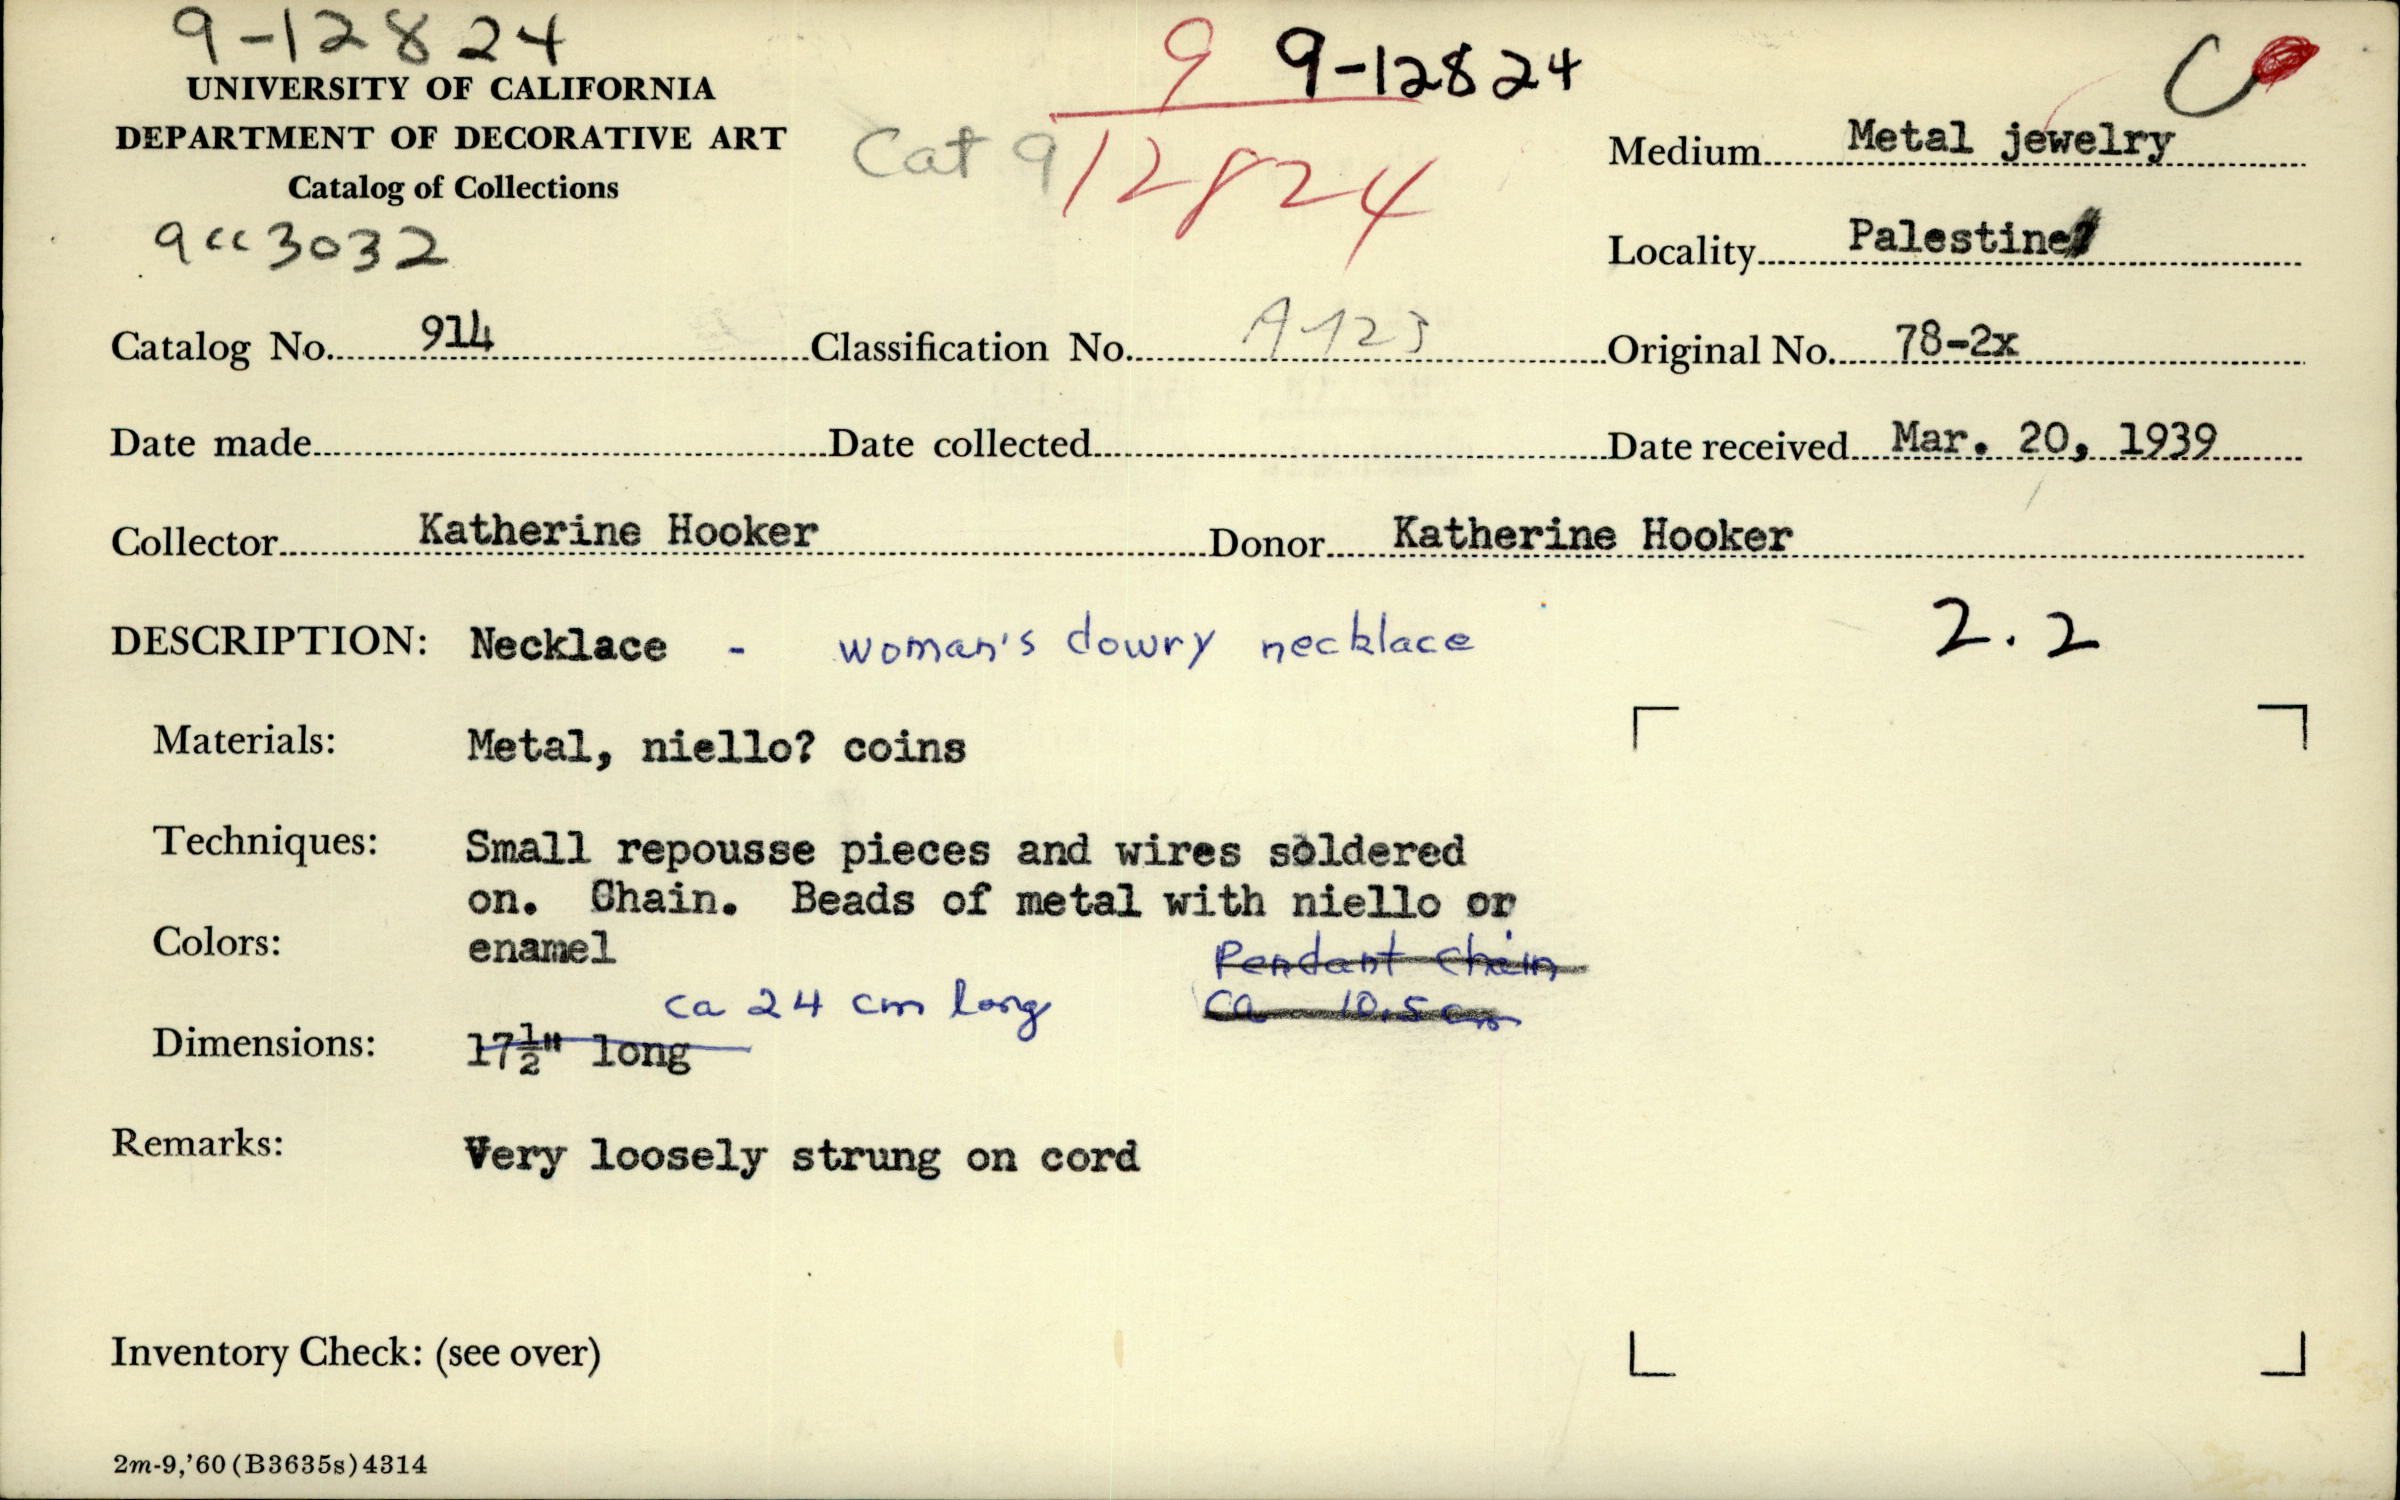 9-12824
UNIVERSITY OF CALIFORNIA
DEPARTMENT OF DECORATIVE ART
Catalog of Collections
acc 3032
Cat 9
9
12824
9-12824
C
Medium Metal jewelry
Locality Palestine
Catalog No. 914 Classification No. A-123 Original No. 78-2x
Date made Date collected Date received Mar. 20, 1939
Collector Katherine Hooker Donor Katherine Hooker
DESCRIPTION: Necklace - woman's dowry necklace 2.2
Materials: Metal, niello? coins
Techniques: Small repousse pieces and wires soldered
on. Chain. Beads of metal with niello or
Colors: enamel
Pendant chain
ca 10.5 cm
ca 24 cm long
Dimensions: 17½" long
Remarks: Very loosely strung on cord
Inventory Check: (see over)
2m-9,'60 (B3635s) 4314